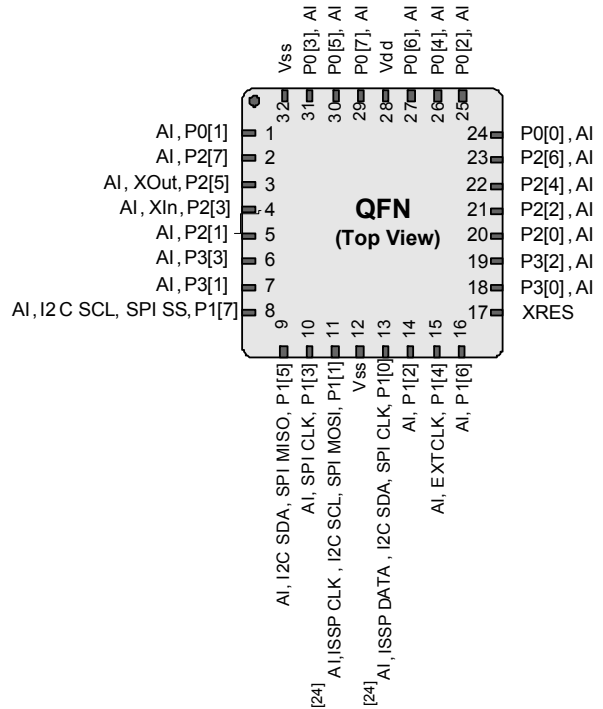 Vss
P0[3], AI
P0[5], AI
P0[7], AI
Vdd
P0[6], AI
P0[4], AI
P0[2], AI
32
31
30
29
28
27
26
25
AI, P0[1]
1
AI, P2[7]
2
AI, XOut, P2[5]
3
AI, XIn, P2[3]
4
AI, P2[1]
5
AI, P3[3]
6
AI, P3[1]
7
AI, I2C SCL, SPI SS, P1[7]
8
QFN
(Top View)
24
P0[0], AI
23
P2[6], AI
22
P2[4], AI
21
P2[2], AI
20
P2[0], AI
19
P3[2], AI
18
P3[0], AI
17
XRES
9
10
11
12
13
14
15
16
AI, I2C SDA, SPI MISO, P1[5]
AI, SPI CLK, P1[3]
[24] AI, ISSP CLK, I2C SCL, SPI MOSI, P1[1]
Vss
[24] AI, ISSP DATA, I2C SDA, SPI CLK, P1[0]
AI, P1[2]
AI, EXTCLK, P1[4]
AI, P1[6]